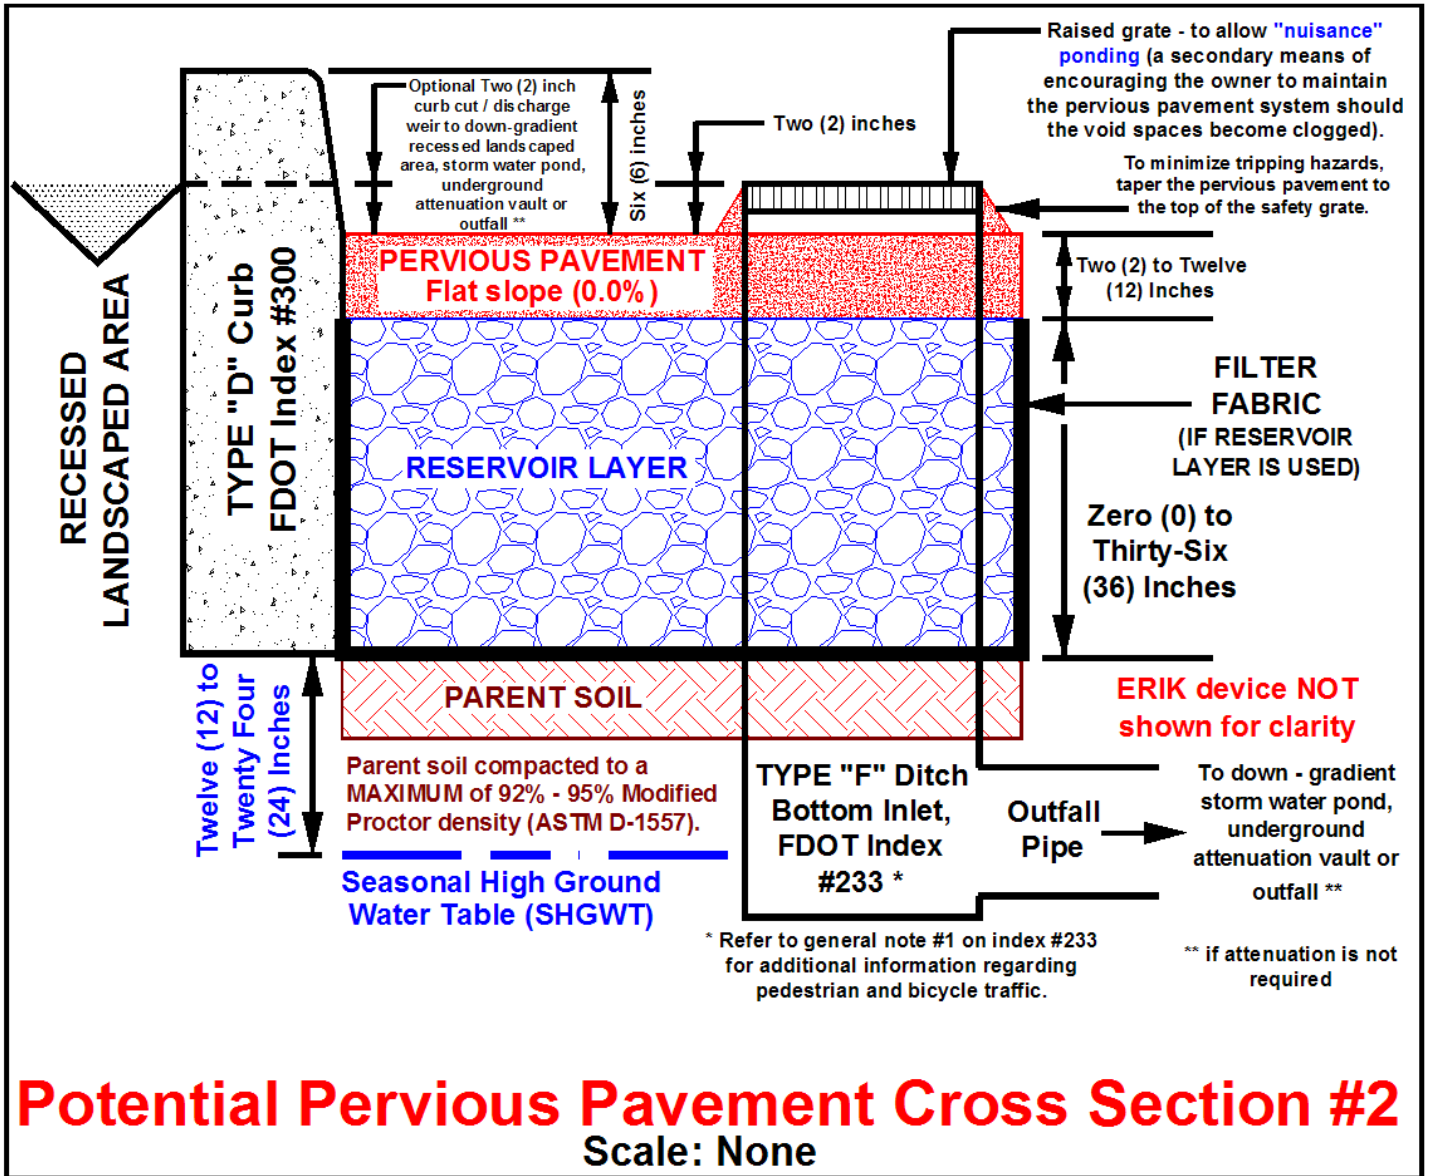 Raised grate - to allow "nuisance"
ponding (a secondary means of
encouraging the owner to maintain
the pervious pavement system should
the void spaces become clogged).
Optional Two (2) inch
curb cut / discharge
weir to down-gradient
recessed landscaped
area, storm water pond,
underground
attenuation vault or
outfall **
Six (6) inches
Two (2) inches
To minimize tripping hazards,
taper the pervious pavement to
the top of the safety grate.
RECESSED
LANDSCAPED AREA
TYPE "D" Curb
FDOT Index #300
PERVIOUS PAVEMENT
Flat slope (0.0%)
Two (2) to Twelve
(12) Inches
RESERVOIR LAYER
FILTER
FABRIC
(IF RESERVOIR
LAYER IS USED)
Zero (0) to
Thirty-Six
(36) Inches
Twelve (12) to
Twenty Four
(24) Inches
PARENT SOIL
ERIK device NOT
shown for clarity
Parent soil compacted to a
MAXIMUM of 92% - 95% Modified
Proctor density (ASTM D-1557).
Seasonal High Ground
Water Table (SHGWT)
TYPE "F" Ditch
Bottom Inlet,
FDOT Index
#233 *
Outfall
Pipe
To down - gradient
storm water pond,
underground
attenuation vault or
outfall **
* Refer to general note #1 on index #233
for additional information regarding
pedestrian and bicycle traffic.
** if attenuation is not
required
Potential Pervious Pavement Cross Section #2
Scale: None